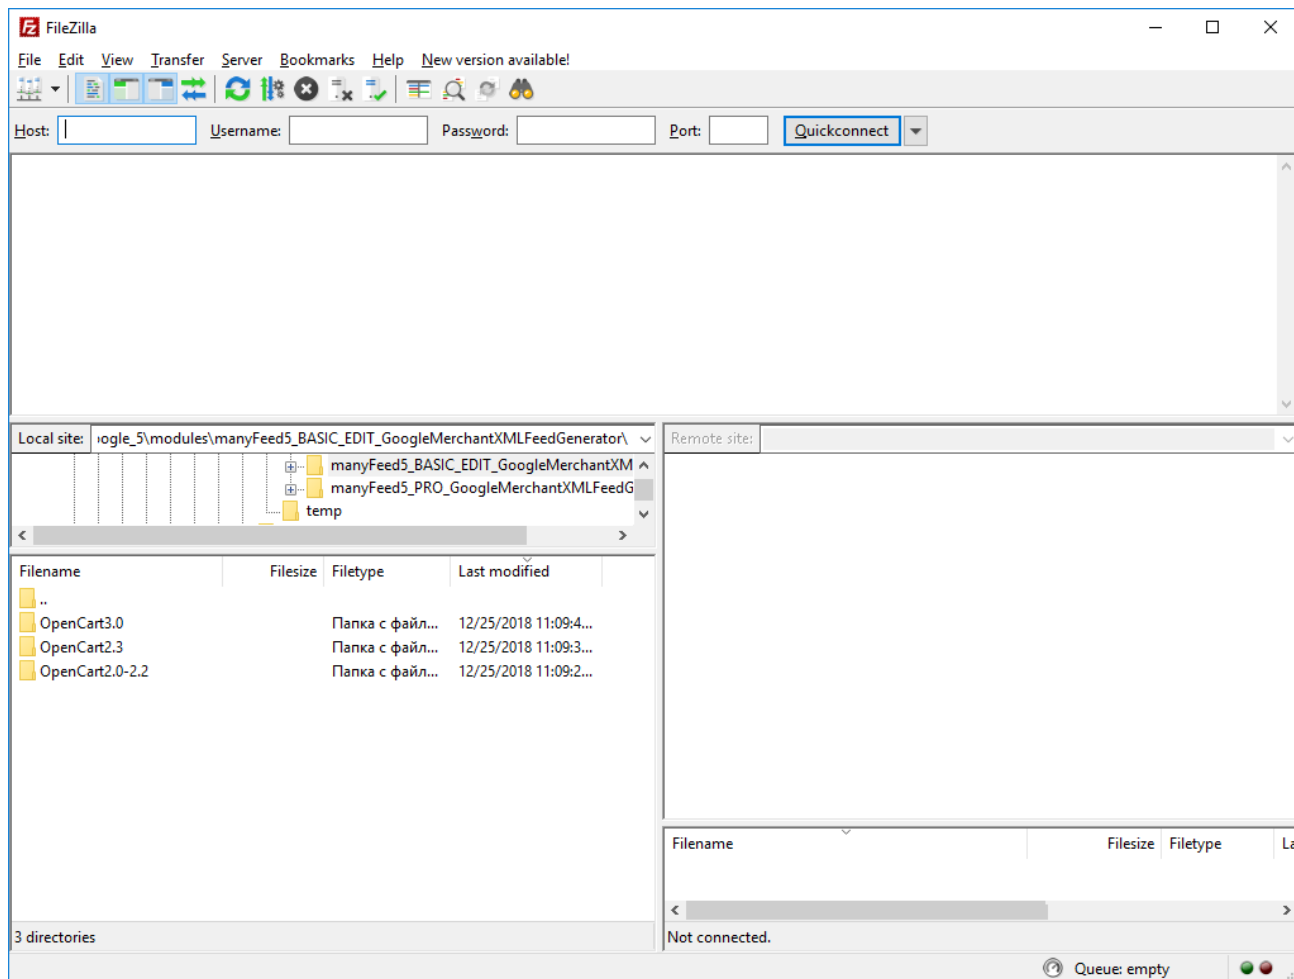 FileZilla
File Edit View Transfer Server Bookmarks Help New version available!
Host: Username: Password: Port: Quickconnect
Local site: ogle_5\modules\manyFeed5_BASIC_EDIT_GoogleMerchantXMLFeedGenerator\
Remote site:
manyFeed5_BASIC_EDIT_GoogleMerchantXM
manyFeed5_PRO_GoogleMerchantXMLFeedG
temp
Filename Filesize Filetype Last modified
..
OpenCart3.0 Папка с файл... 12/25/2018 11:09:4...
OpenCart2.3 Папка с файл... 12/25/2018 11:09:3...
OpenCart2.0-2.2 Папка с файл... 12/25/2018 11:09:2...
3 directories
Filename Filesize Filetype La
Not connected.
Queue: empty